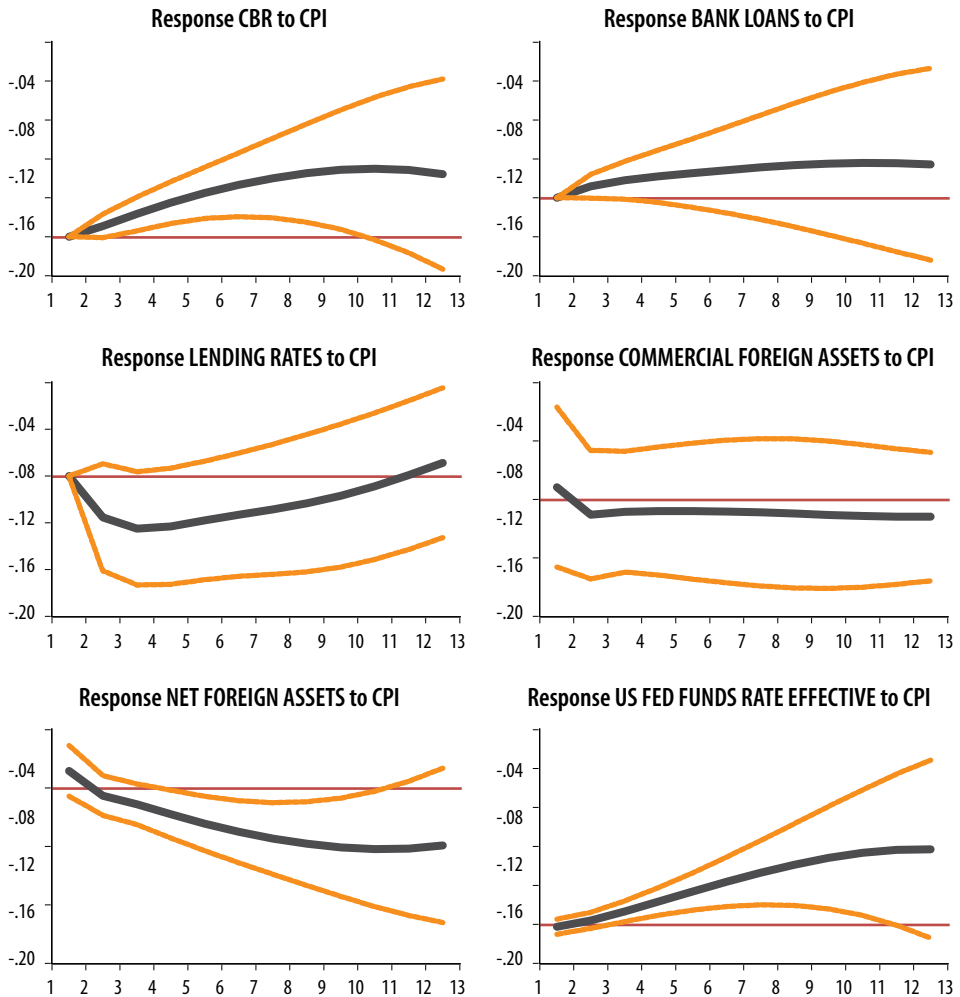 Response CBR to CPI
-.04
-.08
-.12
-.16
-.20
1 2 3 4 5 6 7 8 9 10 11 12 13
Response BANK LOANS to CPI
-.04
-.08
-.12
-.16
-.20
1 2 3 4 5 6 7 8 9 10 11 12 13
Response LENDING RATES to CPI
-.04
-.08
-.12
-.16
-.20
1 2 3 4 5 6 7 8 9 10 11 12 13
Response COMMERCIAL FOREIGN ASSETS to CPI
-.04
-.08
-.12
-.16
-.20
1 2 3 4 5 6 7 8 9 10 11 12 13
Response NET FOREIGN ASSETS to CPI
-.04
-.08
-.12
-.16
-.20
1 2 3 4 5 6 7 8 9 10 11 12 13
Response US FED FUNDS RATE EFFECTIVE to CPI
-.04
-.08
-.12
-.16
-.20
1 2 3 4 5 6 7 8 9 10 11 12 13